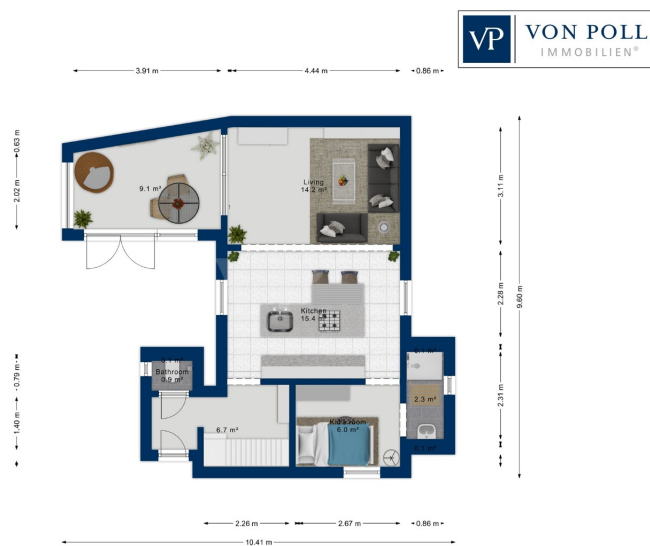 VP VON POLL
IMMOBILIEN®
3.91 m
4.44 m
0.86 m
0.63 m
2.02 m
9.1 m²
Living
14.2 m²
3.11 m
2.28 m
9.60 m
Kitchen
15.4
0.79 m
1.40 m
Bathroom
0.9 m²
6.7 m²
Kid's room
6.0 m²
2.3 m²
2.31 m
2.26 m
2.67 m
0.86 m
10.41 m